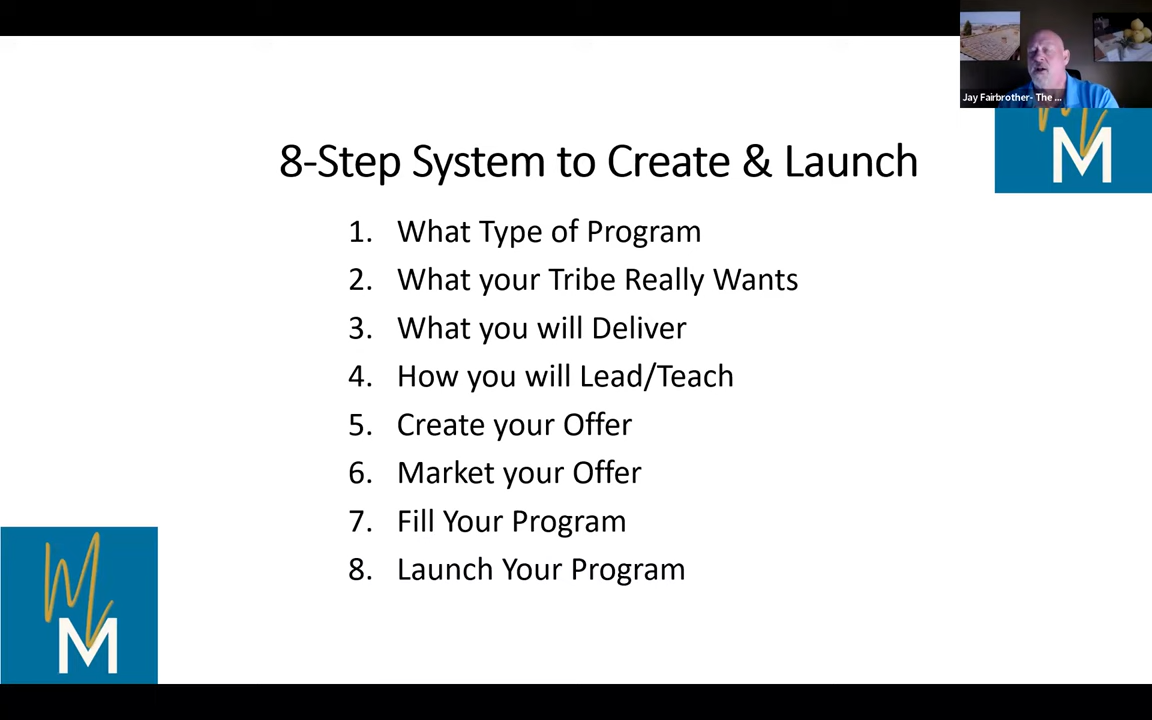 Jay Fairbrother- The ...
M
M
8-Step System to Create & Launch
1. What Type of Program
2. What your Tribe Really Wants
3. What you will Deliver
4. How you will Lead/Teach
5. Create your Offer
6. Market your Offer
7. Fill Your Program
8. Launch Your Program
M
M